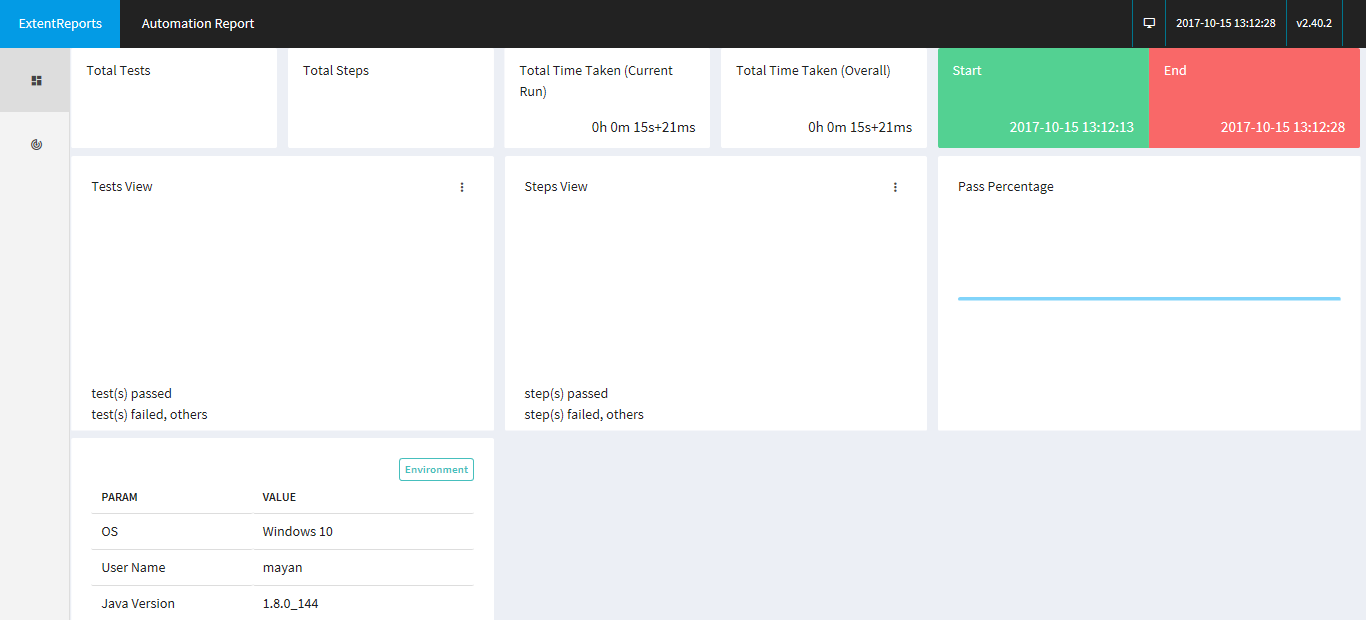 ExtentReports
Automation Report
2017-10-15 13:12:28
v2.40.2
Total Tests
Total Steps
Total Time Taken (Current
Run)
0h 0m 15s+21ms
Total Time Taken (Overall)
0h 0m 15s+21ms
Start
2017-10-15 13:12:13
End
2017-10-15 13:12:28
Tests View
test(s) passed
test(s) failed, others
Steps View
step(s) passed
step(s) failed, others
Pass Percentage
Environment
PARAM VALUE
OS Windows 10
User Name mayan
Java Version 1.8.0_144